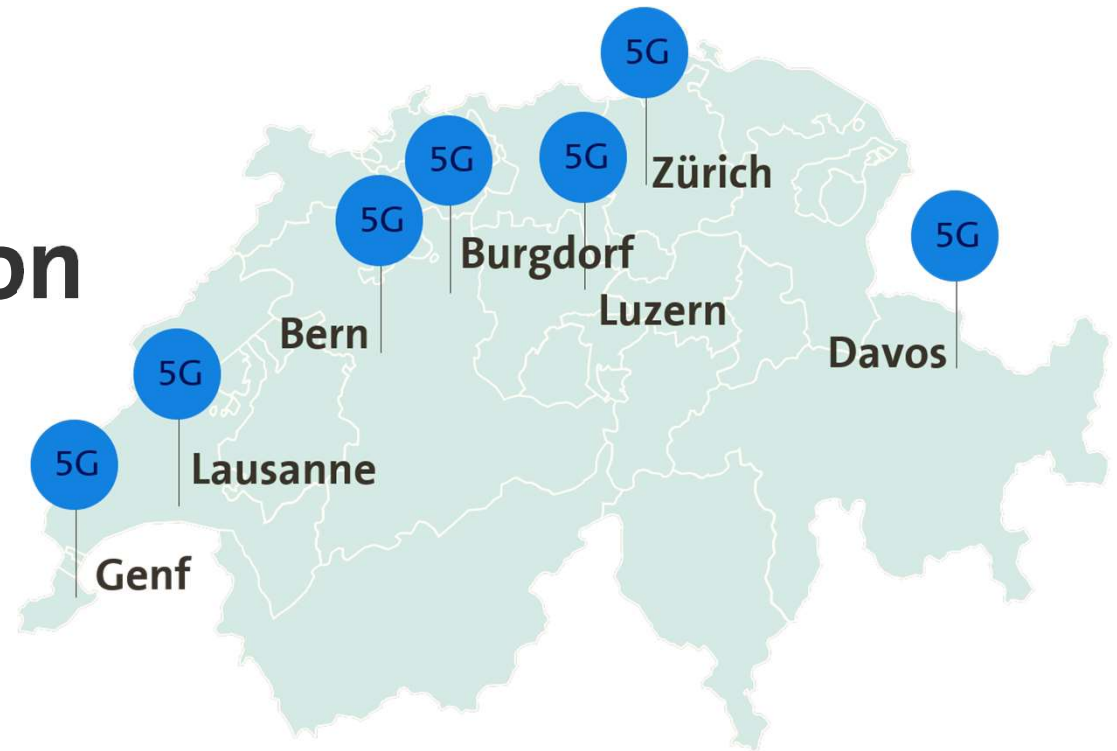 5G
Zürich
5G
5G
Burgdorf
5G
Luzern
5G
Bern
5G
Davos
on
5G
Lausanne
5G
Genf